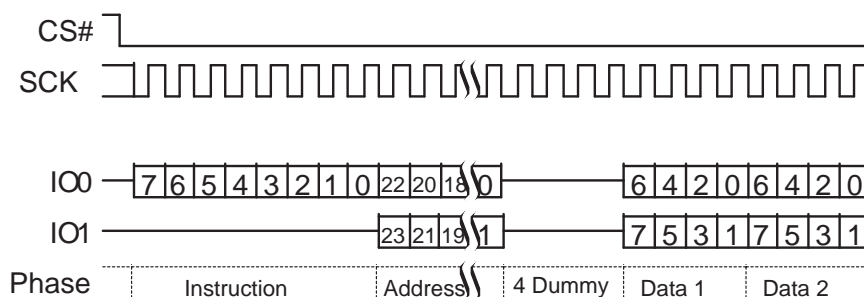 CS#
SCK
IO0 7 6 5 4 3 2 1 0 22 20 18 0 6 4 2 0 6 4 2 0
IO1 23 21 19 1 7 5 3 1 7 5 3 1
Phase Instruction Address 4 Dummy Data 1 Data 2